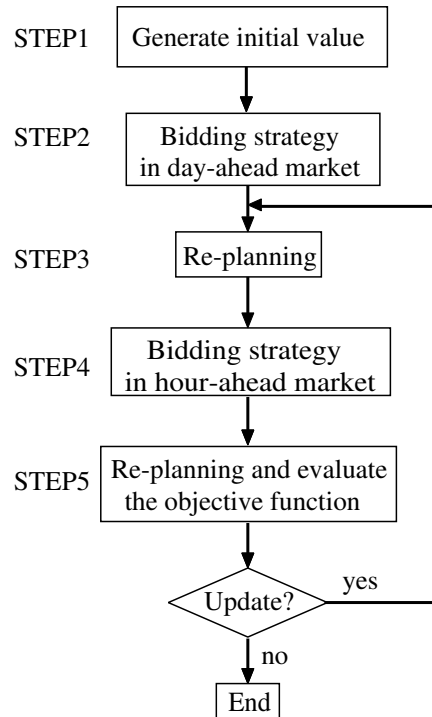 STEP1
Generate initial value
STEP2
Bidding strategy
in day-ahead market
STEP3
Re-planning
STEP4
Bidding strategy
in hour-ahead market
STEP5
Re-planning and evaluate
the objective function
Update?
yes
no
End